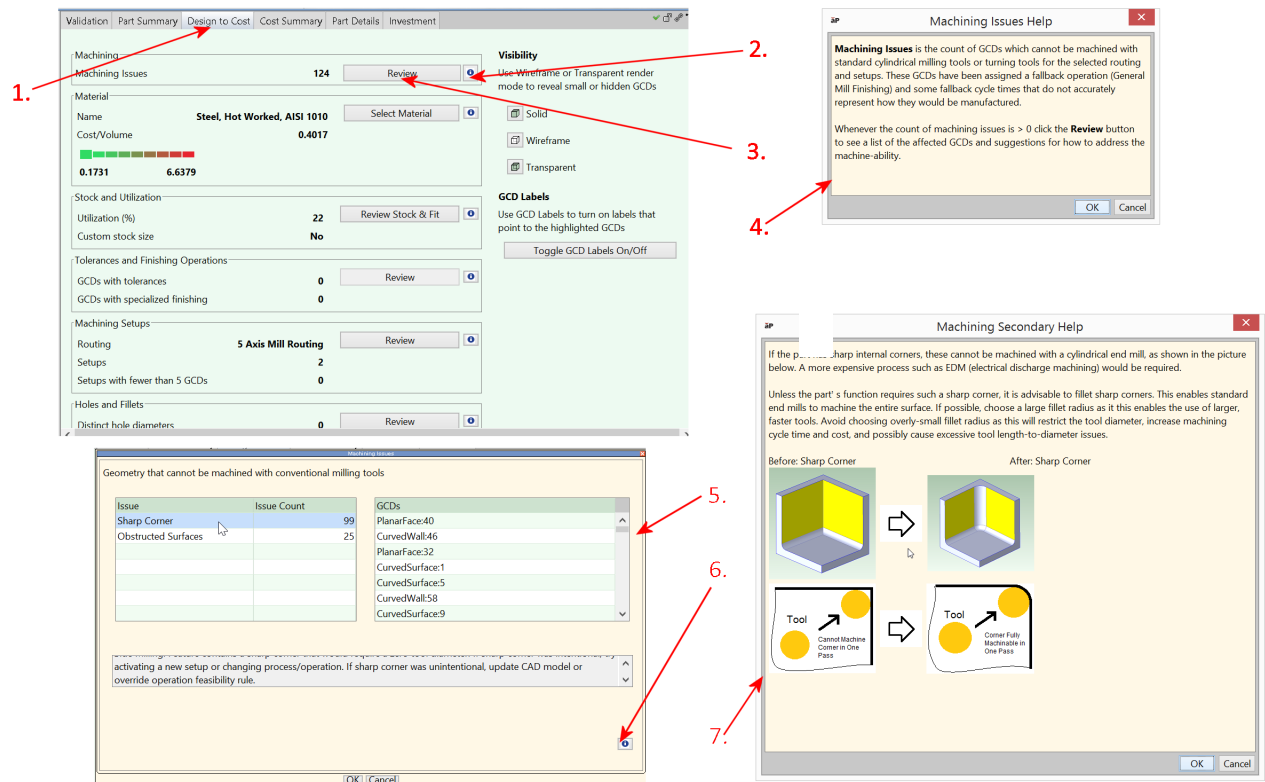 Validation Part Summary Design to Cost Cost Summary Part Details Investment
Machining
Machining Issues 124 Review
Material
Name Steel, Hot Worked, AISI 1010 Select Material
Cost/Volume 0.4017
0.1731 6.6379
Stock and Utilization
Utilization (%) 22 Review Stock & Fit
Custom stock size No
Tolerances and Finishing Operations
GCDs with tolerances 0 Review
GCDs with specialized finishing 0
Machining Setups
Routing 5 Axis Mill Routing Review
Setups 2
Setups with fewer than 5 GCDs 0
Holes and Fillets
Distinct hole diameters 0 Review
Visibility
Use Wireframe or Transparent render
mode to reveal small or hidden GCDs
Solid
Wireframe
Transparent
GCD Labels
Use GCD Labels to turn on labels that
point to the highlighted GCDs
Toggle GCD Labels On/Off
1.
2.
3.
4.
aP Machining Issues Help
Machining Issues is the count of GCDs which cannot be machined with
standard cylindrical milling tools or turning tools for the selected routing
and setups. These GCDs have been assigned a fallback operation (General
Mill Finishing) and some fallback cycle times that do not accurately
represent how they would be manufactured.
Whenever the count of machining issues is > 0 click the Review button
to see a list of the affected GCDs and suggestions for how to address the
machine-ability.
OK Cancel
Machining Issues
Geometry that cannot be machined with conventional milling tools
Issue Issue Count
Sharp Corner 99
Obstructed Surfaces 25
GCDs
PlanarFace:40
CurvedWall:46
PlanarFace:32
CurvedSurface:1
CurvedSurface:5
CurvedWall:58
CurvedSurface:9
activating a new setup or changing process/operation. If sharp corner was unintentional, update CAD model or
override operation feasibility rule.
OK Cancel
5.
6.
7.
aP Machining Secondary Help
If the part has sharp internal corners, these cannot be machined with a cylindrical end mill, as shown in the picture
below. A more expensive process such as EDM (electrical discharge machining) would be required.
Unless the part' s function requires such a sharp corner, it is advisable to fillet sharp corners. This enables standard
end mills to machine the entire surface. If possible, choose a large fillet radius as it this enables the use of larger,
faster tools. Avoid choosing overly-small fillet radius as this will restrict the tool diameter, increase machining
cycle time and cost, and possibly cause excessive tool length-to-diameter issues.
Before: Sharp Corner After: Sharp Corner
Tool
Cannot Machine
Corner in One
Pass
Tool
Corner Fully
Machinable in
One Pass
OK Cancel